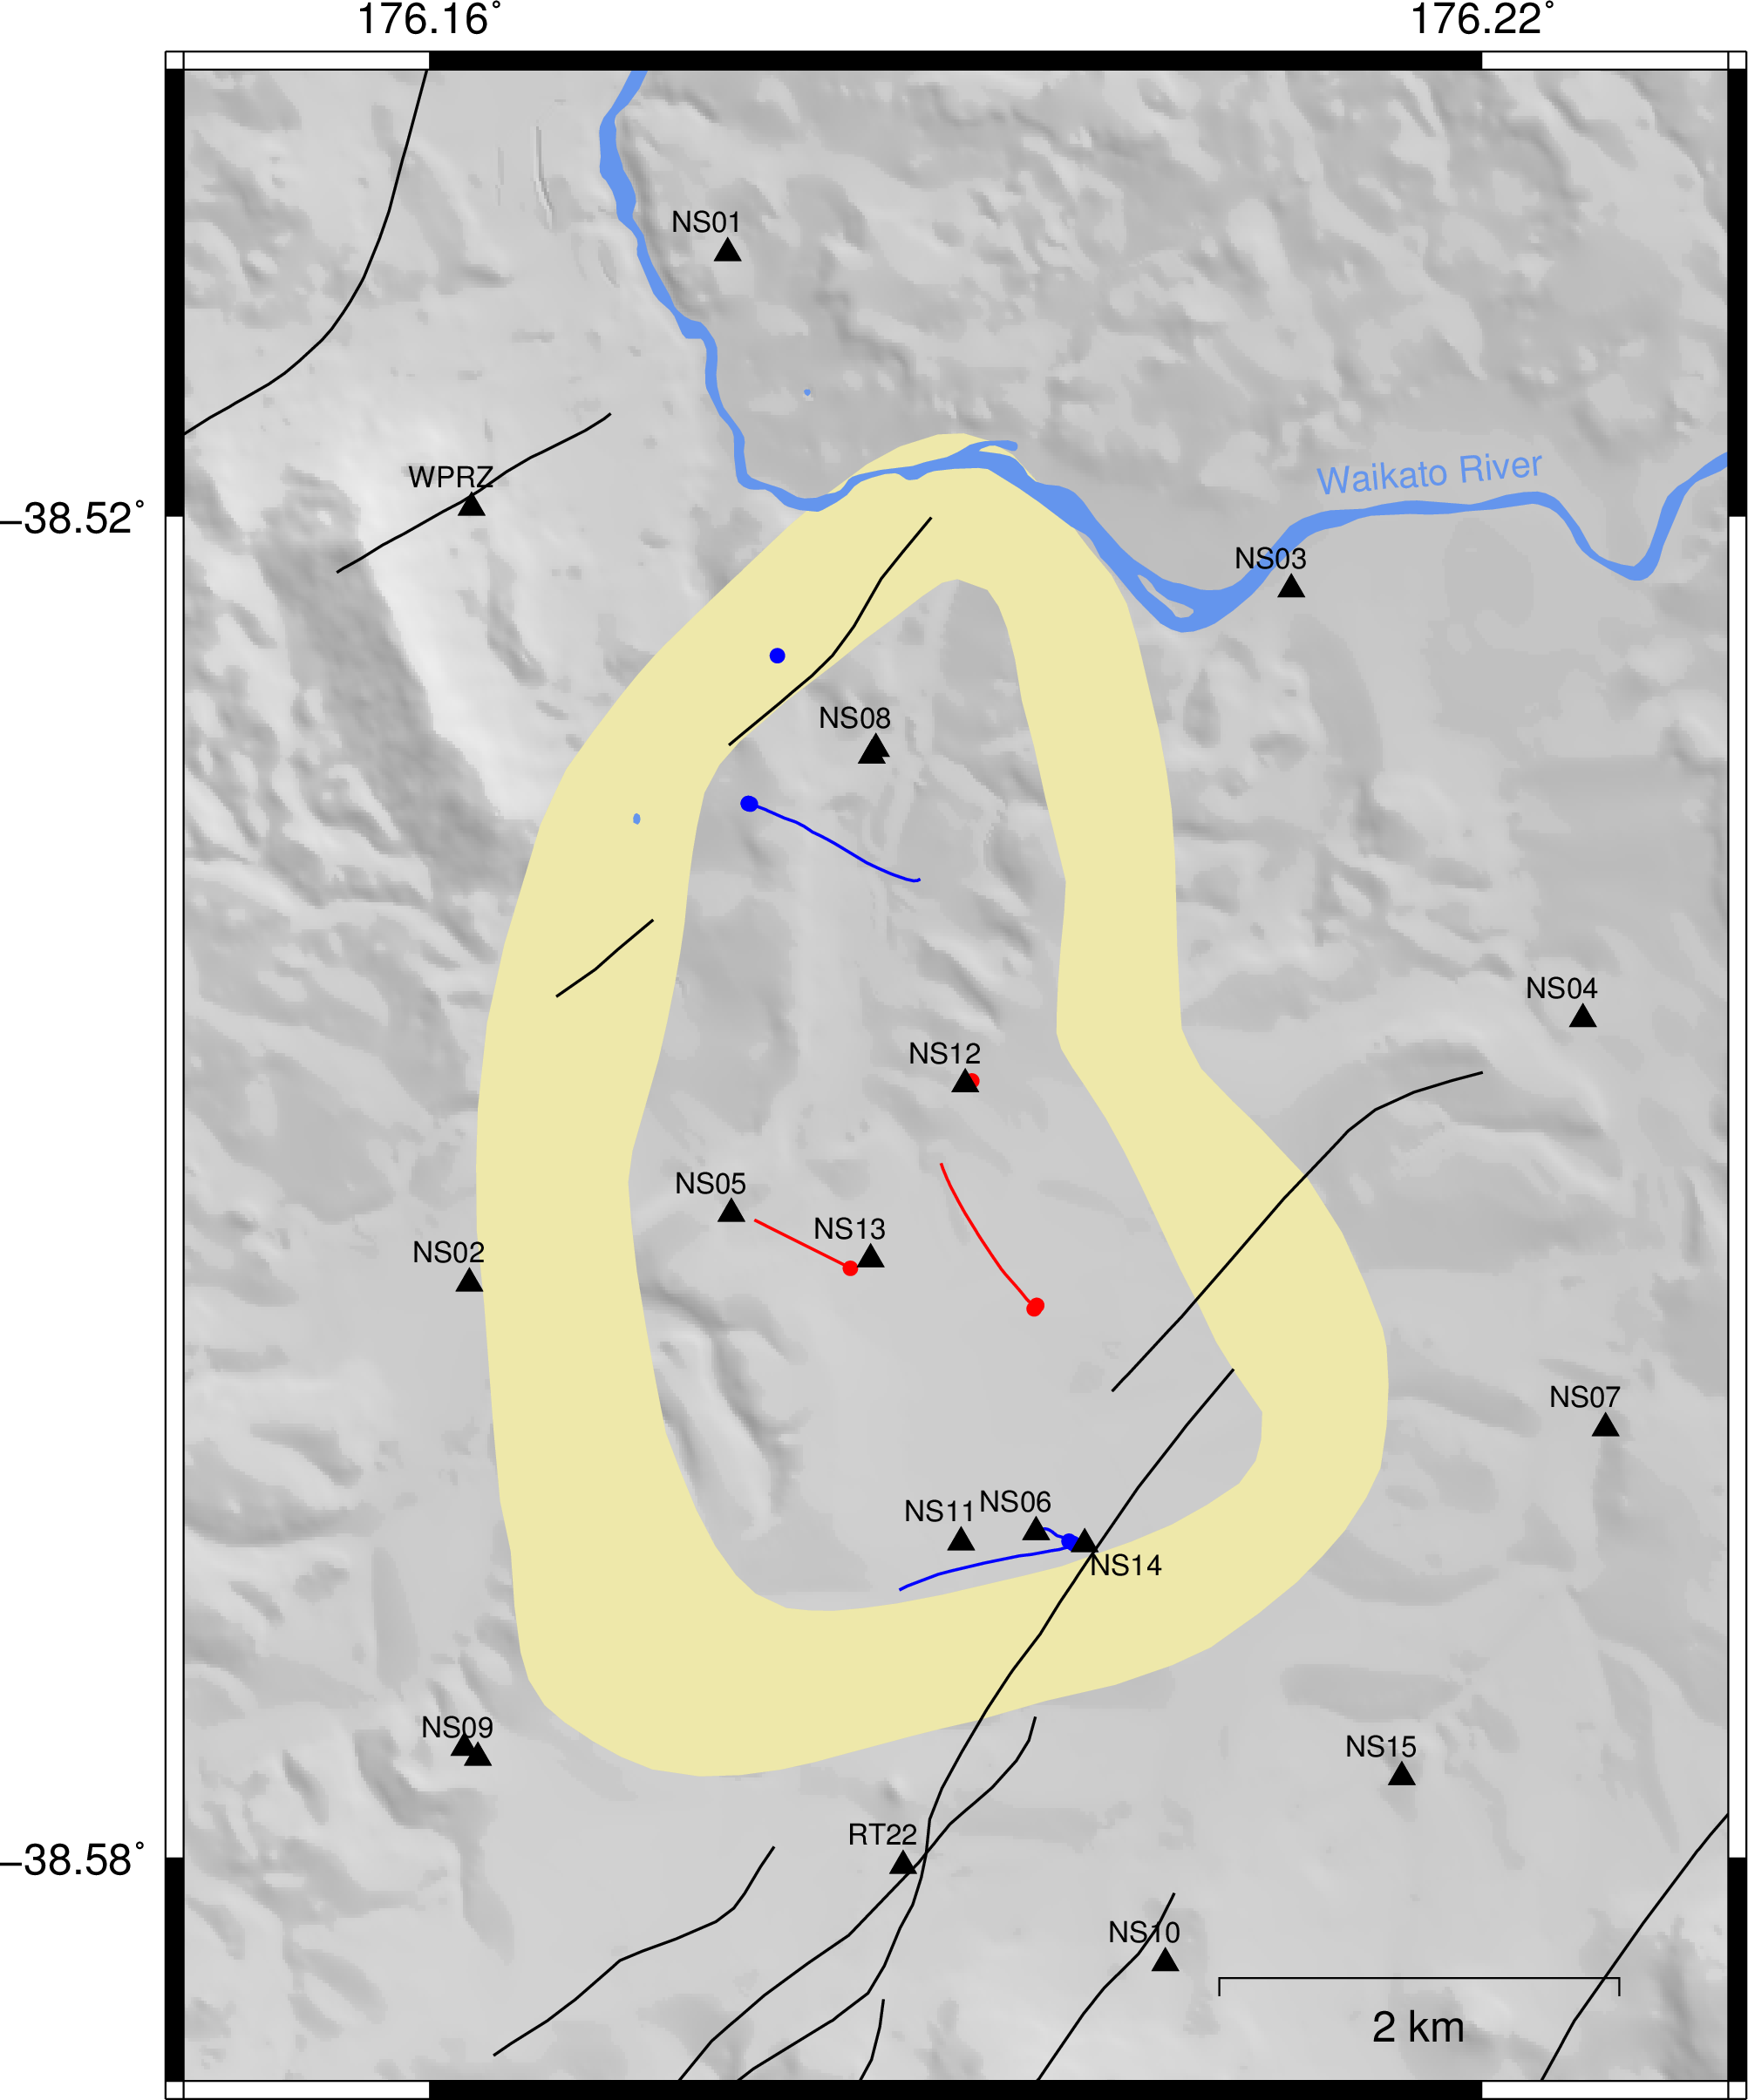 176.16°
176.22°
NS01
Waikato River
WPRZ
−38.52°
NS03
NS08
NS04
NS12
NS05
NS13
NS02
NS07
NS11
NS06
NS14
NS09
NS15
RT22
−38.58°
NS10
2 km